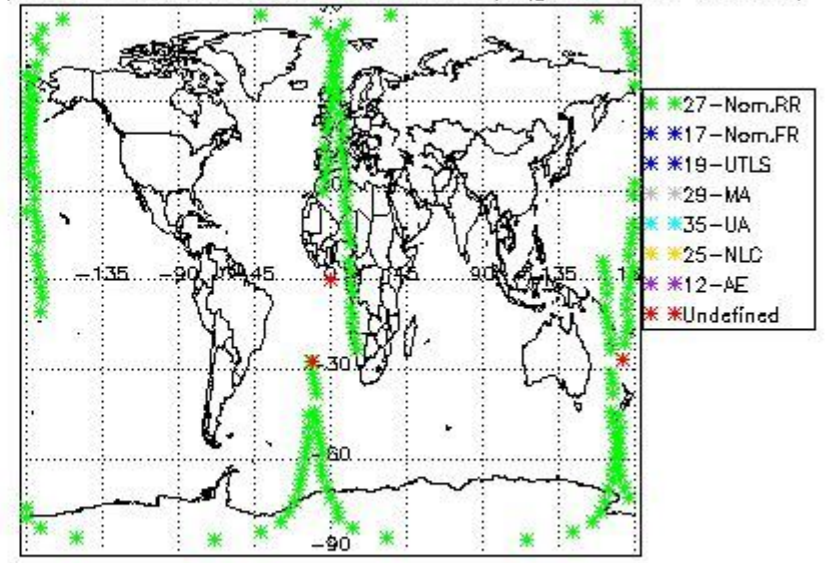 27-Nom.RR
17-Nom.FR
19-UTLS
29-MA
35-UA
25-NLC
12-AE
Undefined
-135 -90 45 45 90 135
-30
-60
-90